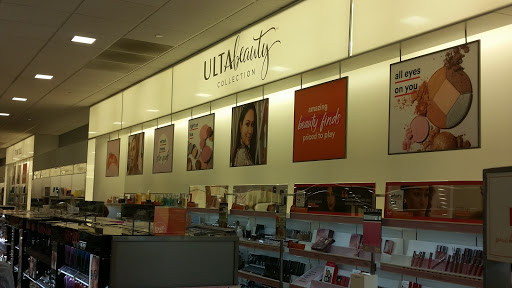 ULTA beauty
COLLECTION
all eyes
on you
amazing
beauty finds
priced to play